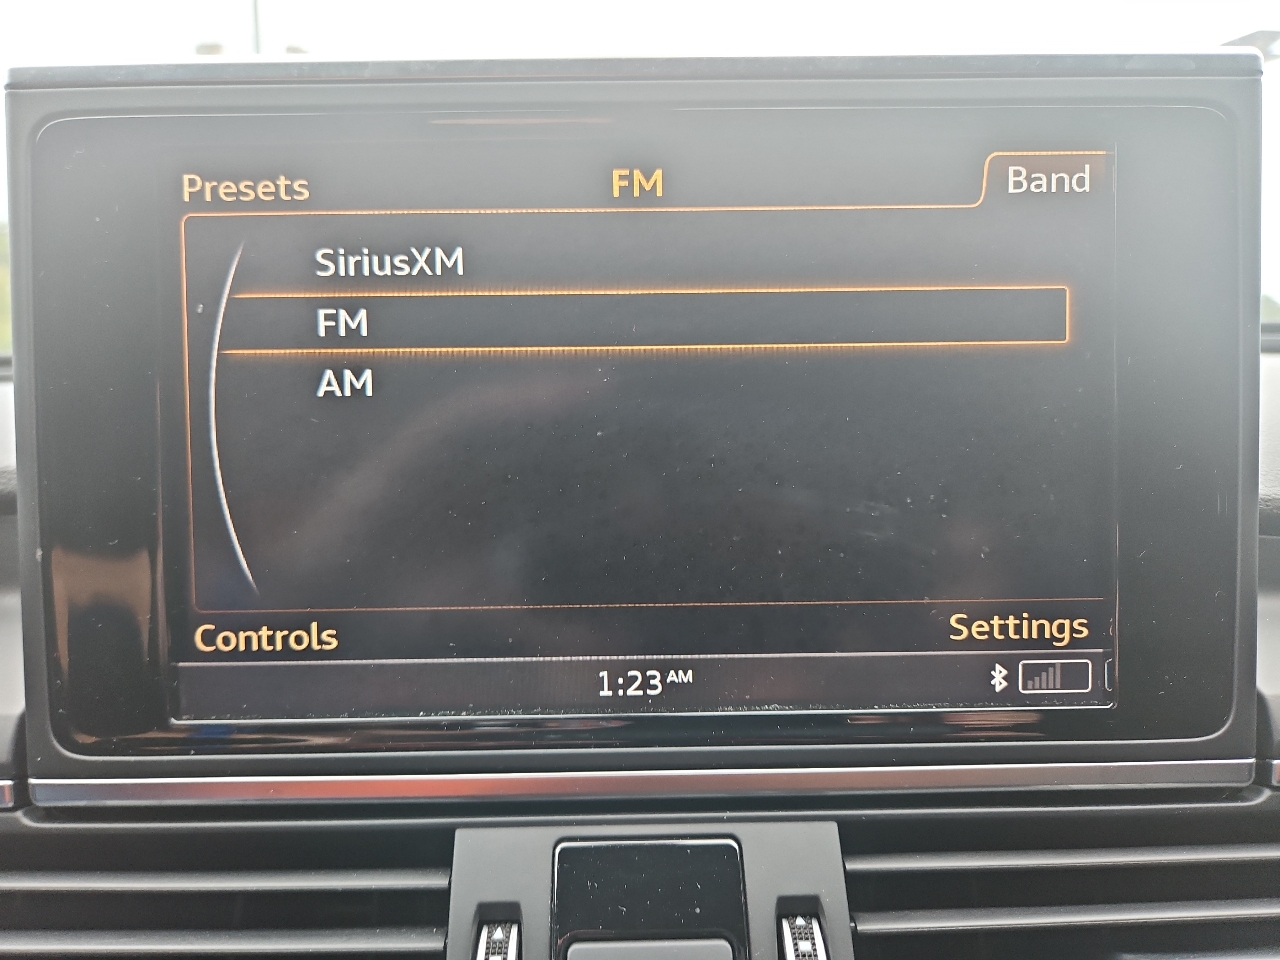 Presets FM Band
SiriusXM
FM
AM
Controls Settings
1:23 AM